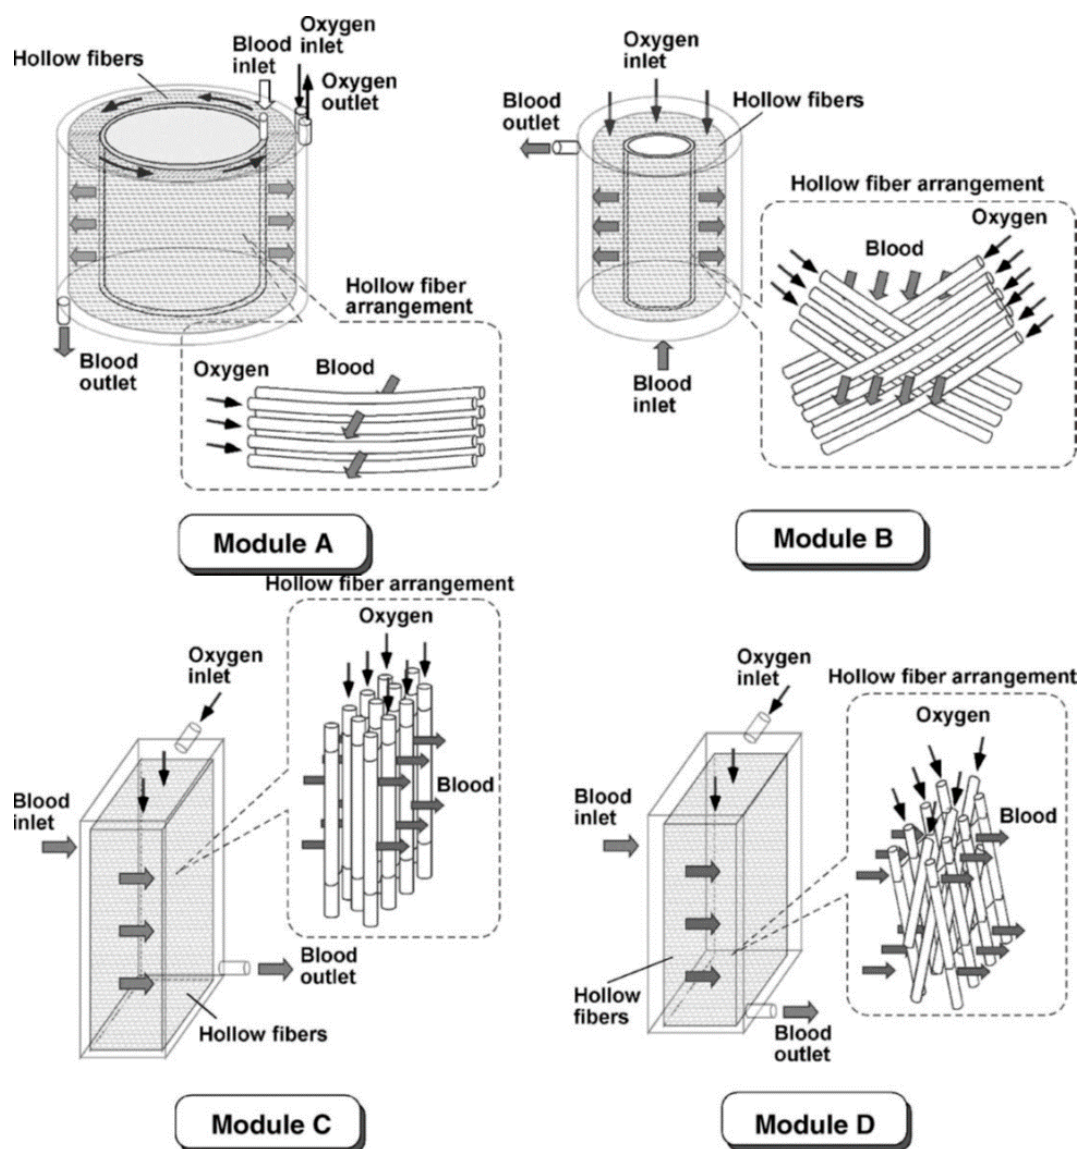 Hollow fibers
Blood
inlet
Oxygen
inlet
Oxygen
outlet
Hollow fiber
arrangement
Blood
outlet
Oxygen
Blood
Module A
Oxygen
inlet
Blood
outlet
Hollow fibers
Hollow fiber arrangement
Oxygen
Blood
Blood
inlet
Module B
Hollow fiber arrangement
Oxygen
Oxygen
inlet
Blood
inlet
Blood
Blood
outlet
Hollow fibers
Module C
Oxygen
inlet
Hollow fiber arrangement
Oxygen
Blood
inlet
Blood
Hollow
fibers
Blood
outlet
Module D